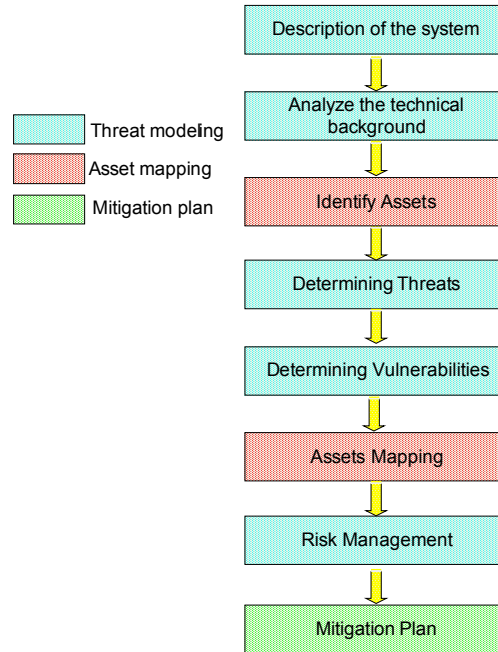 Description of the system
Analyze the technical
background
Threat modeling
Asset mapping
Mitigation plan
Identify Assets
Determining Threats
Determining Vulnerabilities
Assets Mapping
Risk Management
Mitigation Plan